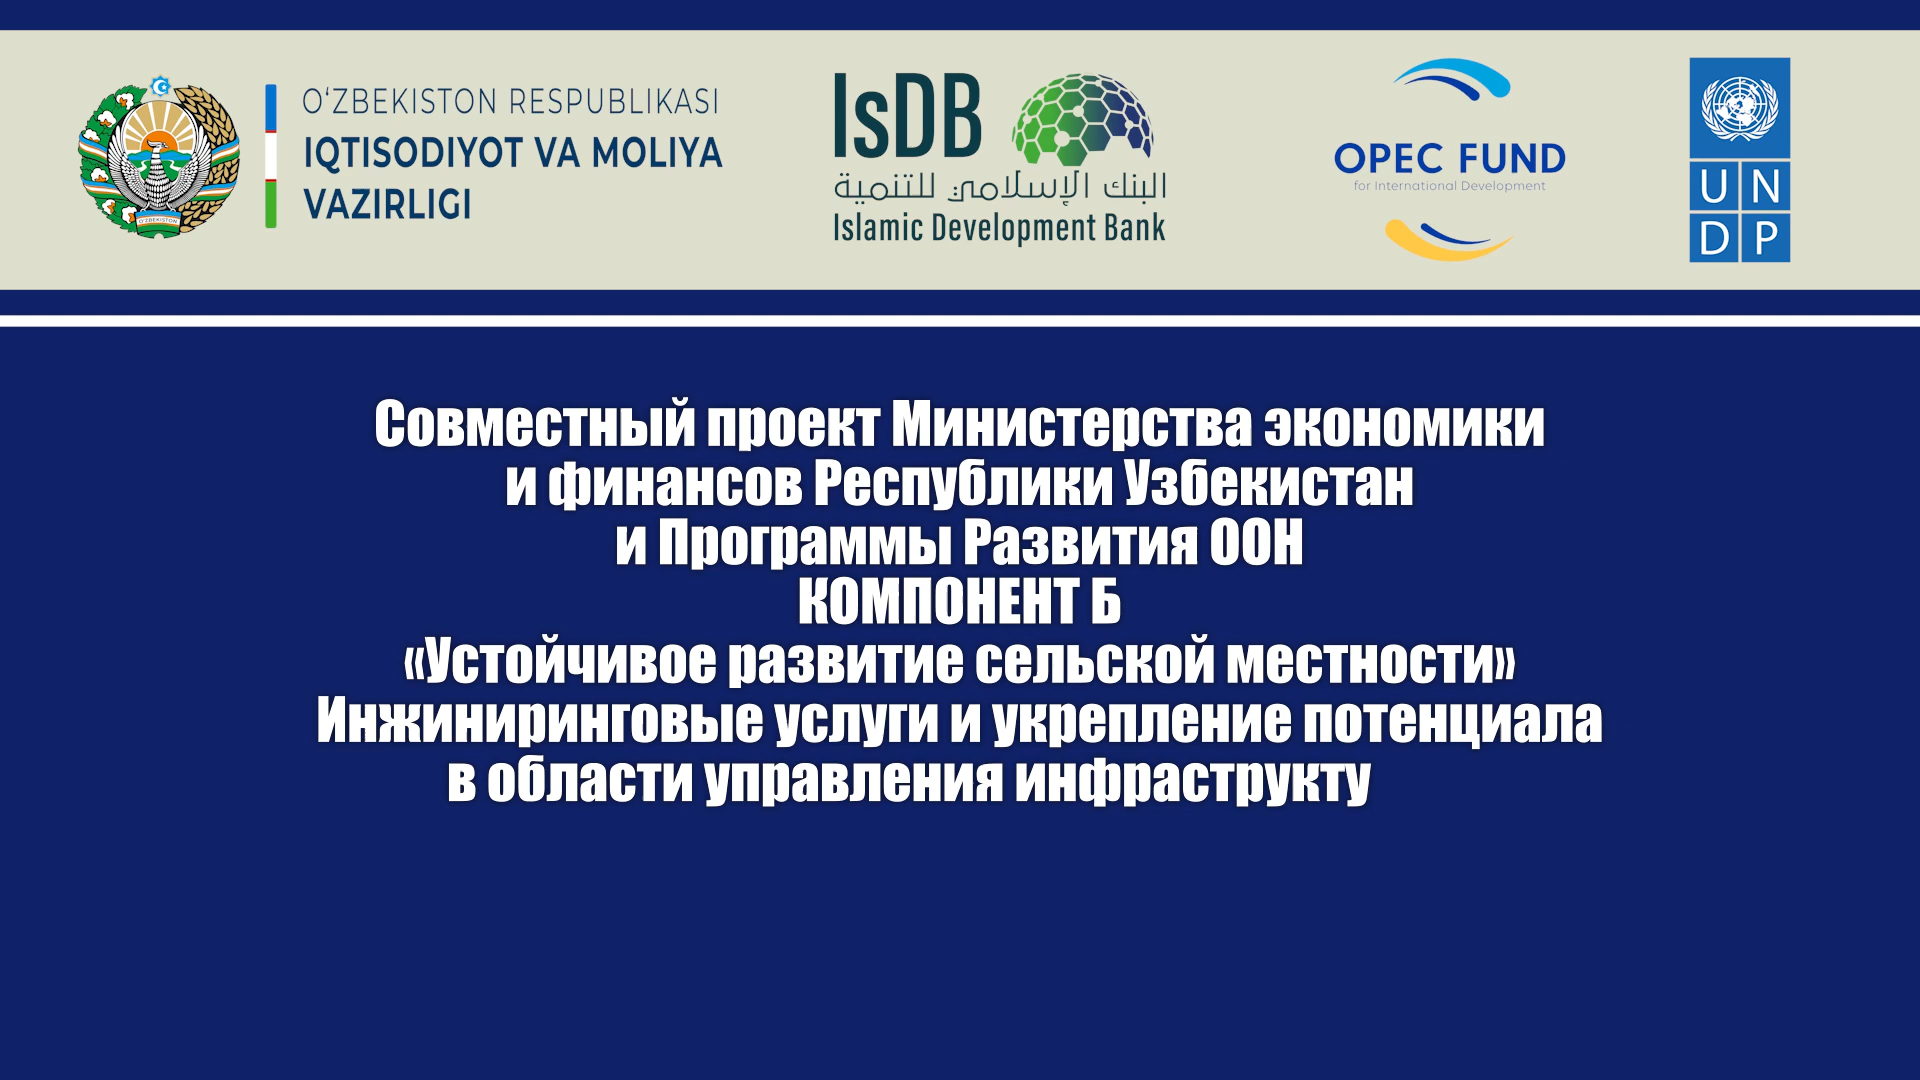 O‘ZBEKISTON RESPUBLIKASI
IQTISODIYOT VA MOLIYA
VAZIRLIGI
O‘ZBEKISTON
IsDB
البنك الإسلامي للتنمية
Islamic Development Bank
OPEC FUND
for International Development
U N
D P
Совместный проект Министерства экономики
и финансов Республики Узбекистан
и Программы Развития ООН
КОМПОНЕНТ Б
«Устойчивое развитие сельской местности»
Инжиниринговые услуги и укрепление потенциала
в области управления инфраструкту